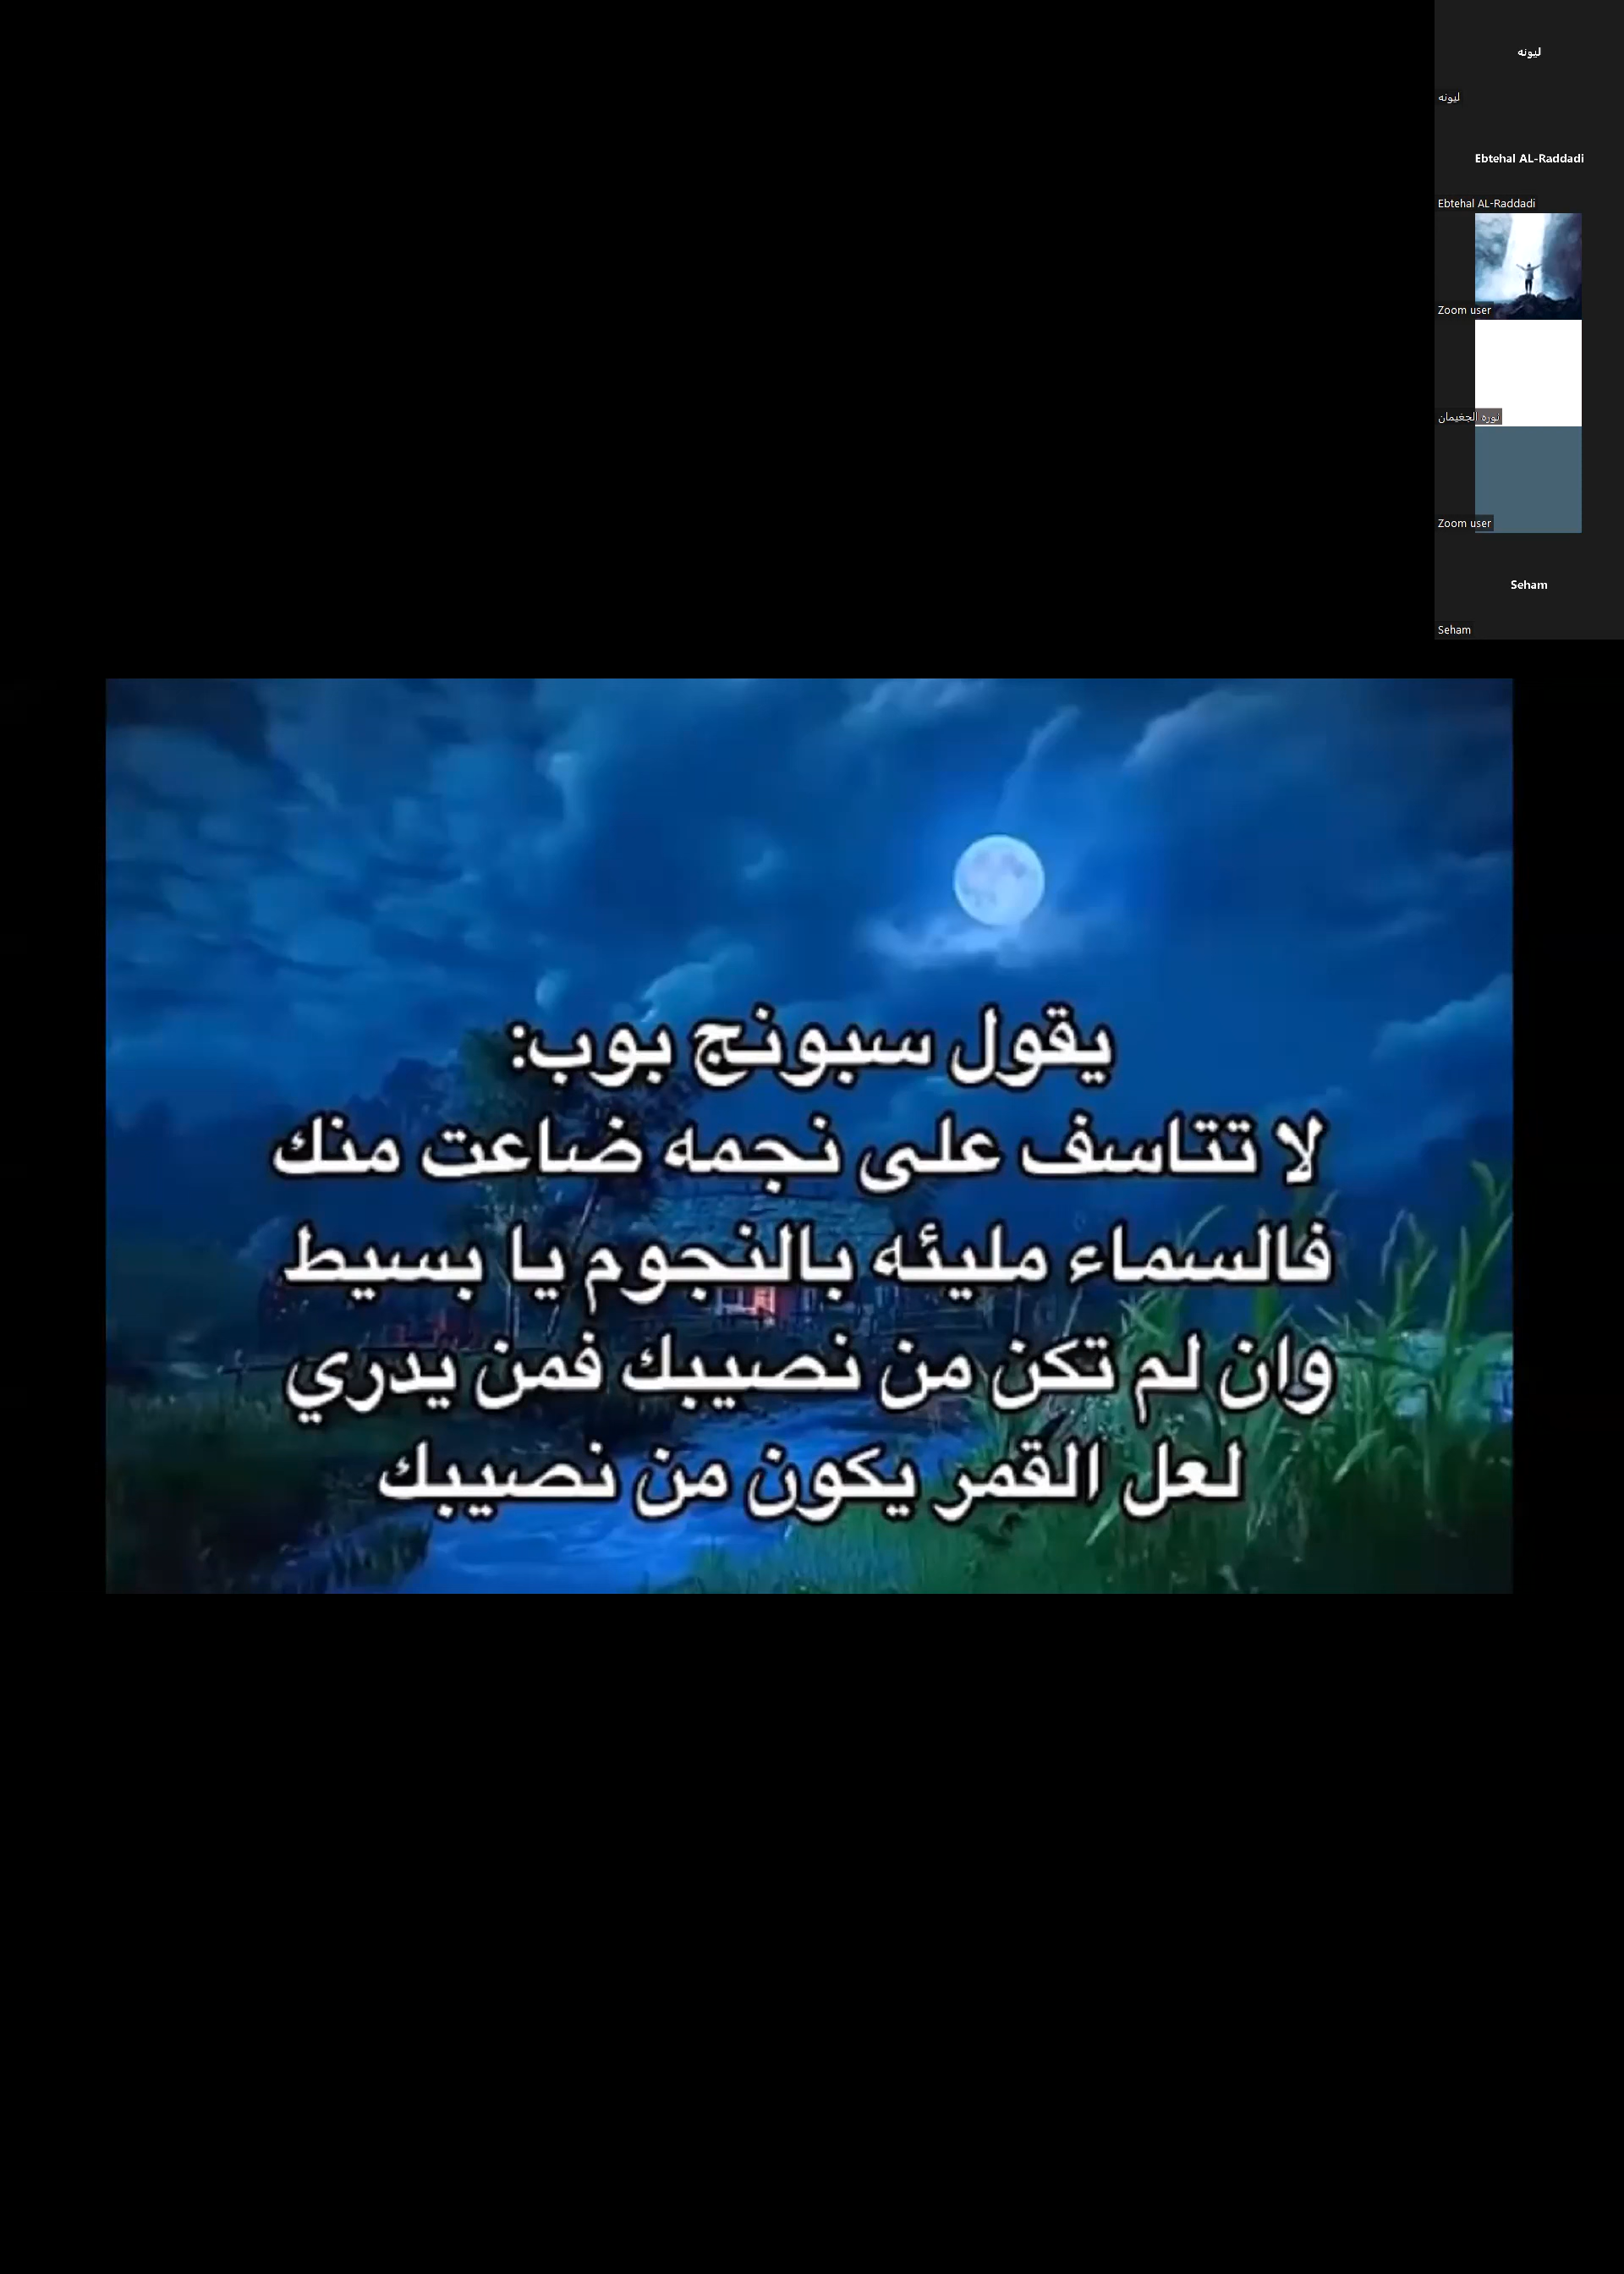 ليونه
ليونه
Ebtehal AL-Raddadi
Ebtehal AL-Raddadi
Zoom user
نوره الجغيمان
Zoom user
Seham
Seham
يقول سبونج بوب:
لا تتاسف على نجمه ضاعت منك
فالسماء مليئه بالنجوم يا بسيط
وان لم تكن من نصيبك فمن يدري
لعل القمر يكون من نصيبك